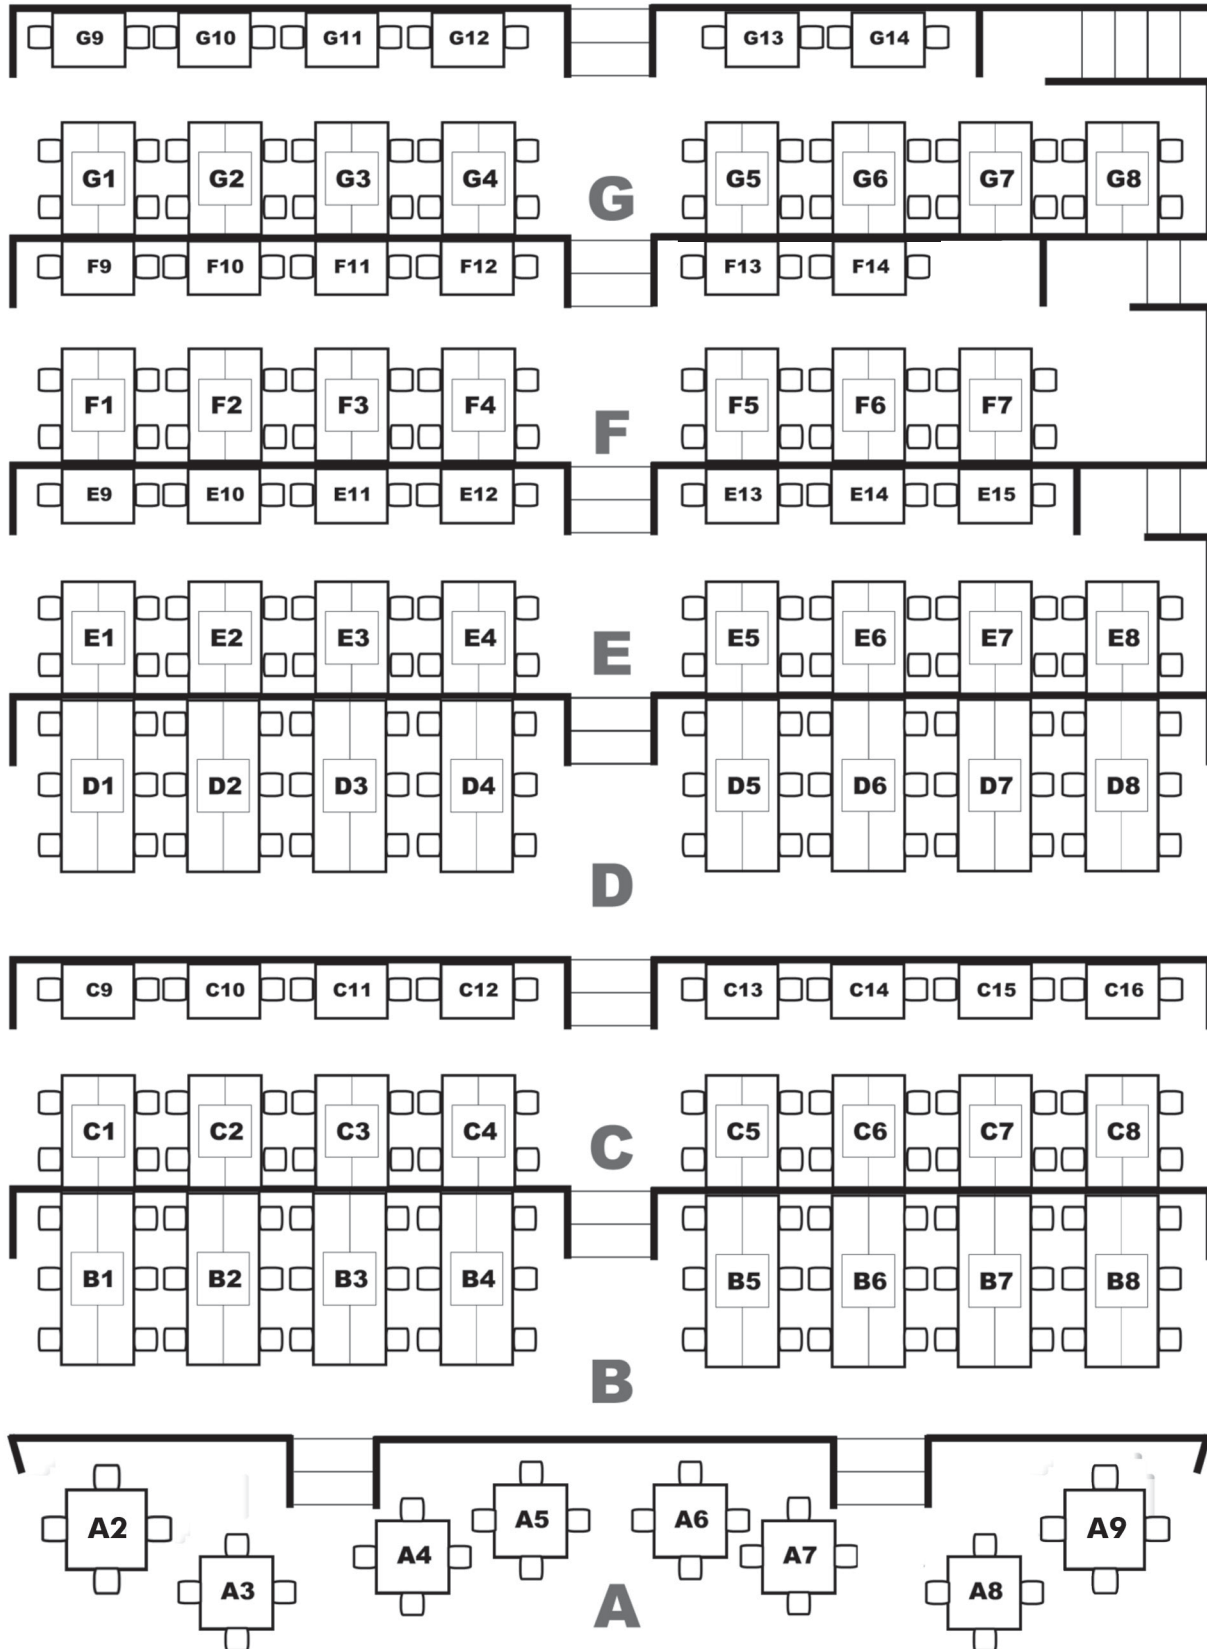 G9 G10 G11 G12 G13 G14
G1 G2 G3 G4 G5 G6 G7 G8
G
F9 F10 F11 F12 F13 F14
F1 F2 F3 F4 F5 F6 F7
F
E9 E10 E11 E12 E13 E14 E15
E1 E2 E3 E4 E5 E6 E7 E8
E
D1 D2 D3 D4 D5 D6 D7 D8
D
C9 C10 C11 C12 C13 C14 C15 C16
C1 C2 C3 C4 C5 C6 C7 C8
C
B1 B2 B3 B4 B5 B6 B7 B8
B
A2 A3 A4 A5 A6 A7 A8 A9
A